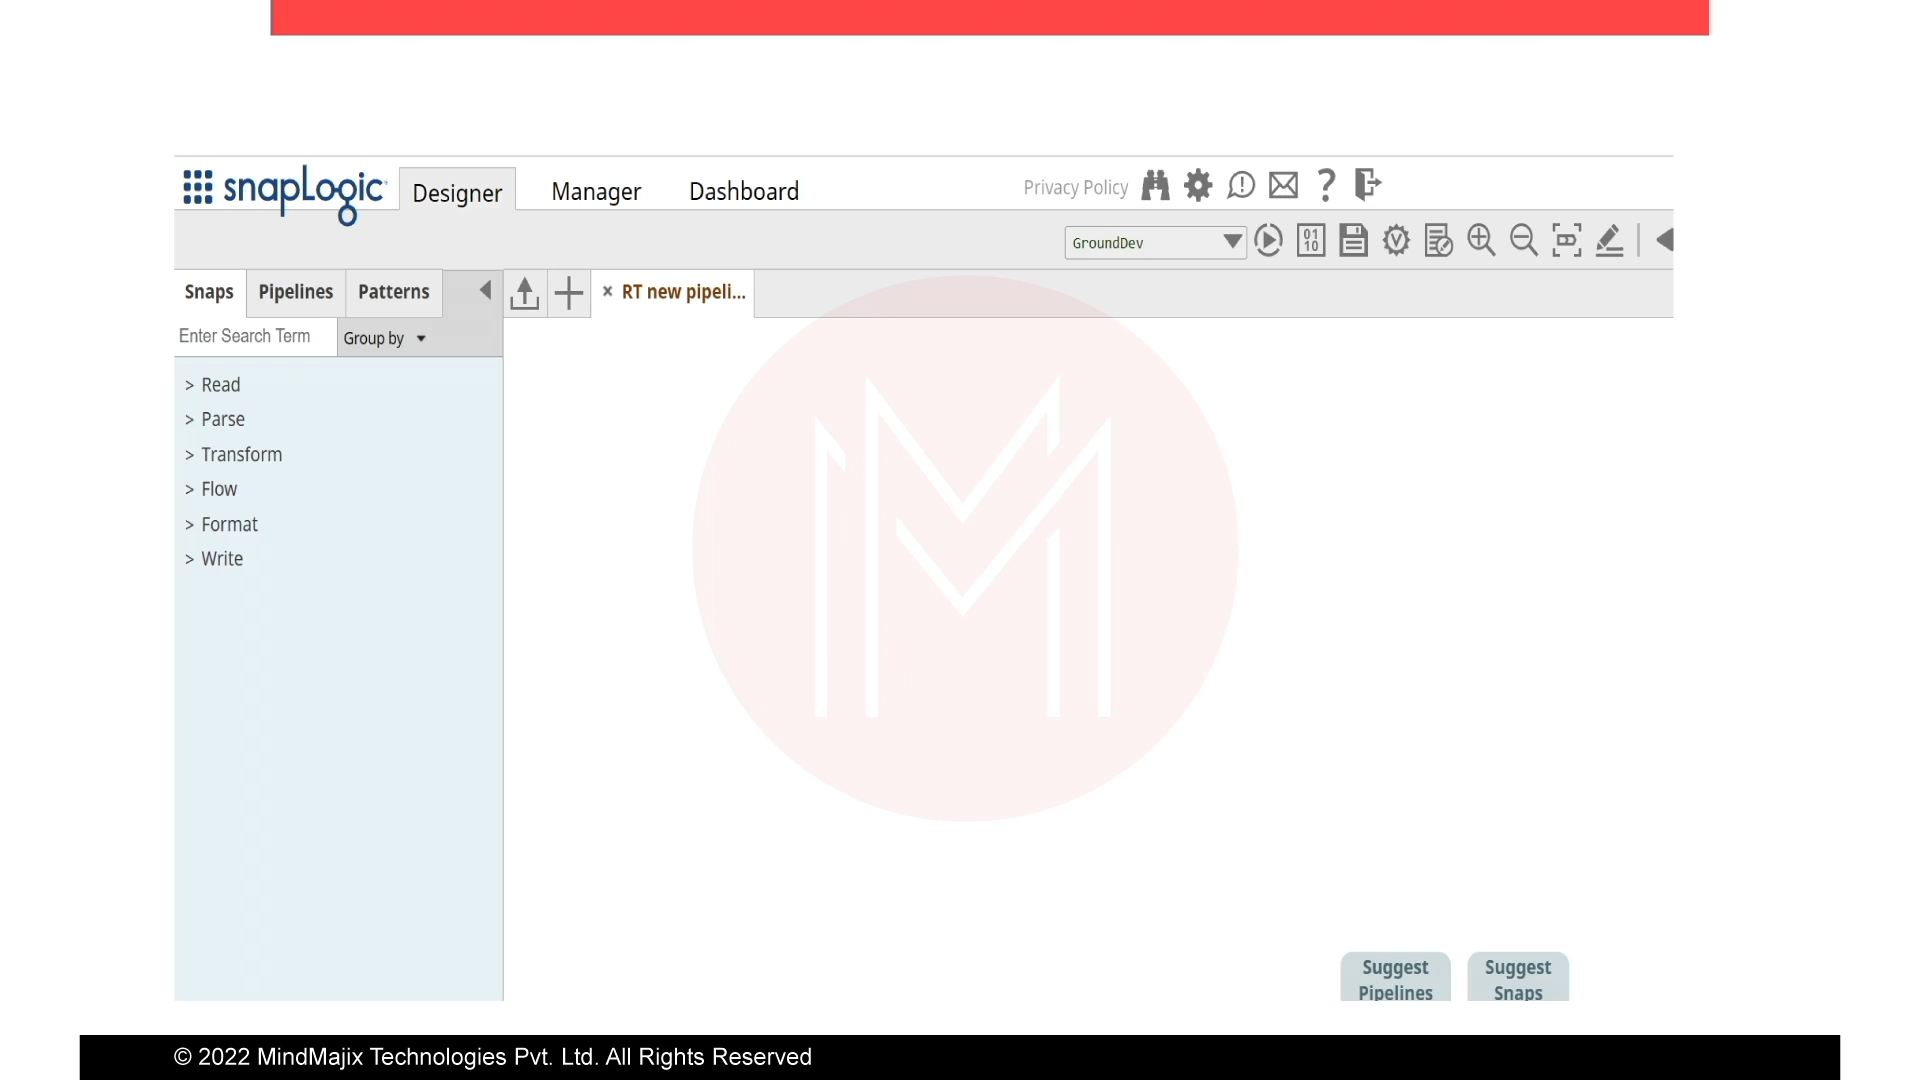 snapLogic Designer Manager Dashboard Privacy Policy
GroundDev
Snaps Pipelines Patterns × RT new pipeli...
Enter Search Term Group by
> Read
> Parse
> Transform
> Flow
> Format
> Write
Suggest Pipelines
Suggest Snaps
© 2022 MindMajix Technologies Pvt. Ltd. All Rights Reserved